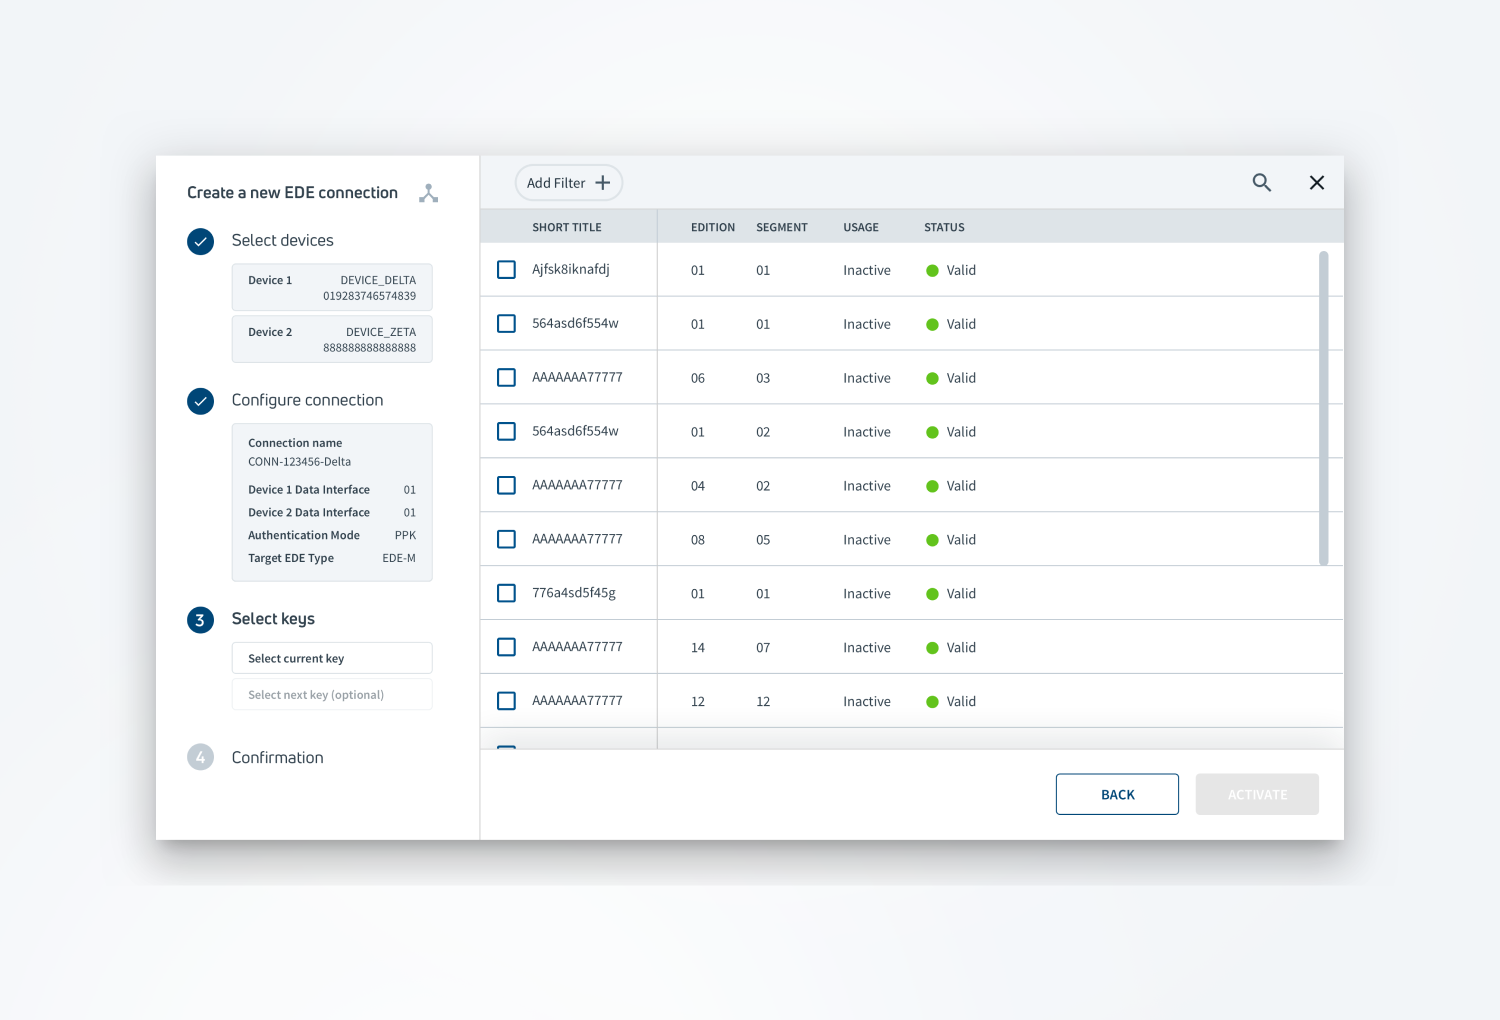 Create a new EDE connection
Select devices
Device 1 DEVICE_DELTA
019283746574839
Device 2 DEVICE_ZETA
888888888888888
Configure connection
Connection name
CONN-123456-Delta
Device 1 Data Interface 01
Device 2 Data Interface 01
Authentication Mode PPK
Target EDE Type EDE-M
3 Select keys
Select current key
Select next key (optional)
4 Confirmation
Add Filter
SHORT TITLE EDITION SEGMENT USAGE STATUS
Ajfsk8iknafdj 01 01 Inactive Valid
564asd6f554w 01 01 Inactive Valid
AAAAAAA77777 06 03 Inactive Valid
564asd6f554w 01 02 Inactive Valid
AAAAAAA77777 04 02 Inactive Valid
AAAAAAA77777 08 05 Inactive Valid
776a4sd5f45g 01 01 Inactive Valid
AAAAAAA77777 14 07 Inactive Valid
AAAAAAA77777 12 12 Inactive Valid
BACK ACTIVATE